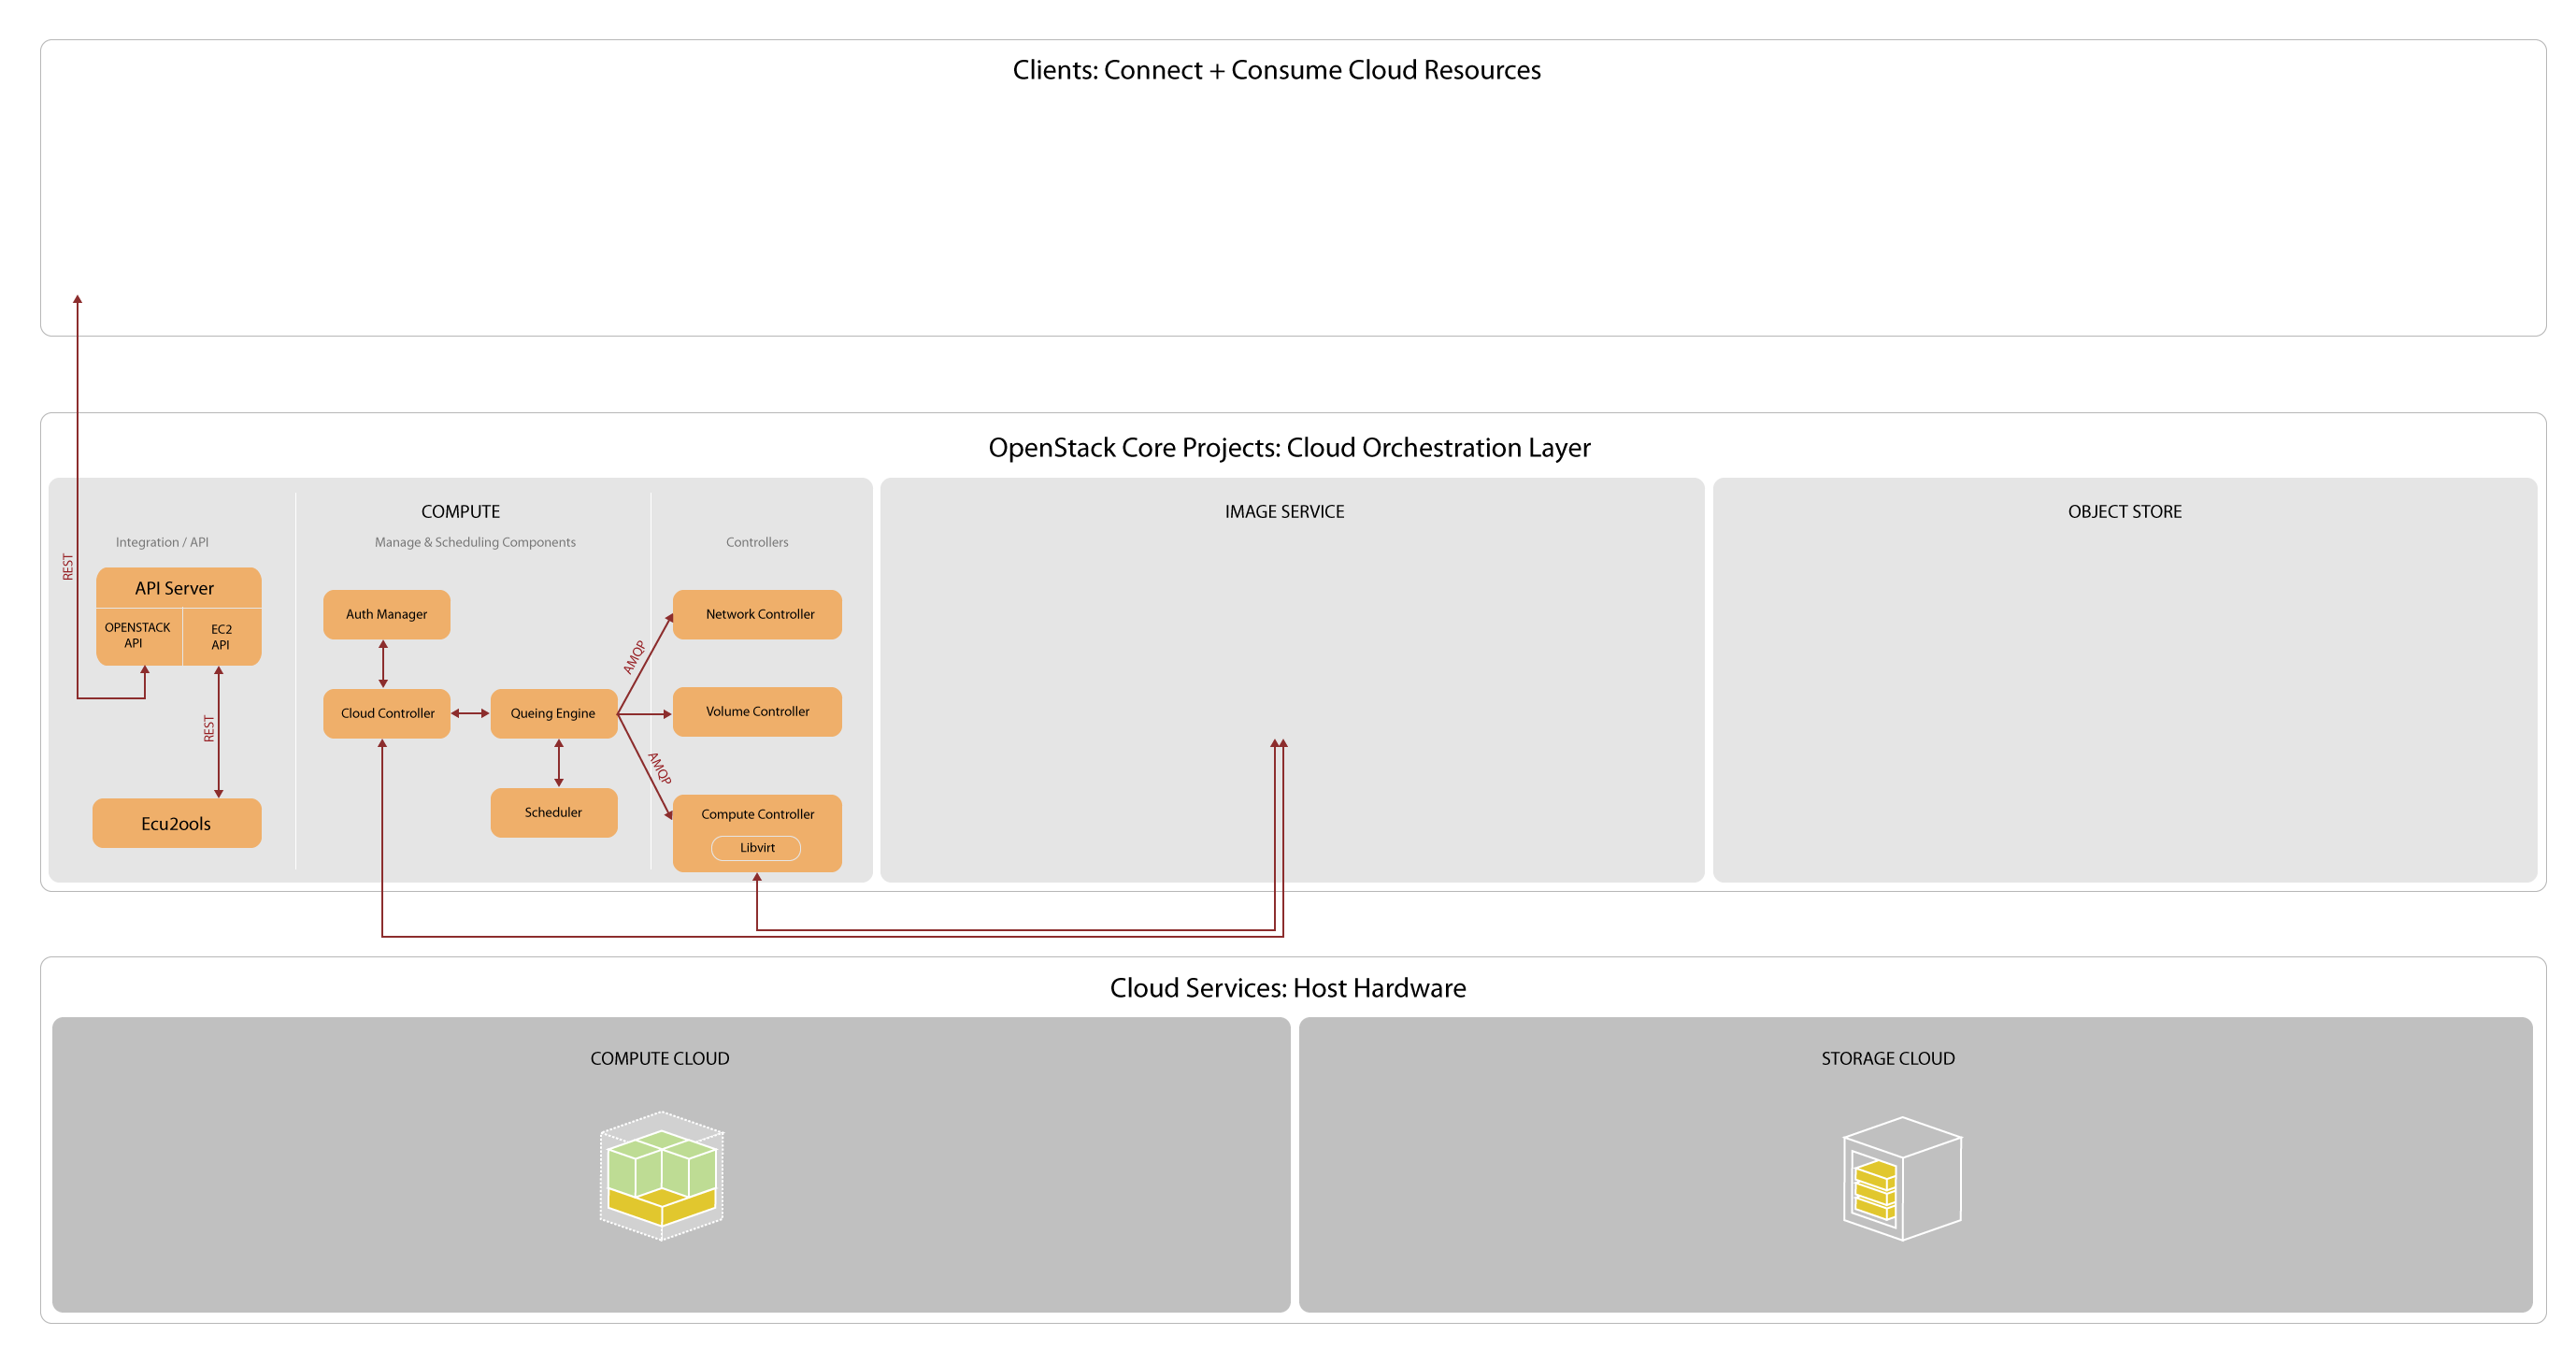 Clients: Connect + Consume Cloud Resources
OpenStack Core Projects: Cloud Orchestration Layer
COMPUTE
Integration / API
Manage & Scheduling Components
Controllers
REST
API Server
OPENSTACK
API
EC2
API
REST
Ecu2ools
Auth Manager
Cloud Controller
Queing Engine
Scheduler
AMQP
AMQP
Network Controller
Volume Controller
Compute Controller
Libvirt
IMAGE SERVICE
OBJECT STORE
Cloud Services: Host Hardware
COMPUTE CLOUD
STORAGE CLOUD